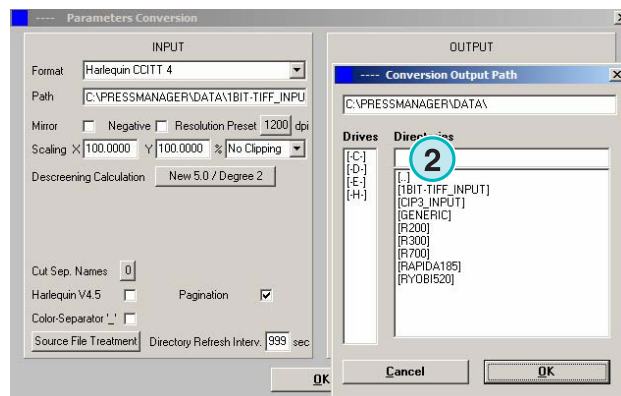 ---- Parameters Conversion
INPUT
Format Harlequin CCITT 4
Path C:\PRESSMANAGER\DATA\1BIT-TIFF_INPU
Mirror Negative Resolution Preset 1200 dpi
Scaling X 100.0000 Y 100.0000 % No Clipping
Descreening Calculation New 5.0 / Degree 2
Cut Sep. Names 0
Harlequin V4.5 Pagination
Color-Separator '_'
Source File Treatment Directory Refresh Interv. 999 sec
OK
OUTPUT
---- Conversion Output Path
C:\PRESSMANAGER\DATA\
Drives Directories
2
[-C-]
[-D-]
[-E-]
[-H-]
[..]
[1BIT-TIFF_INPUT]
[CIP3_INPUT]
[GENERIC]
[R200]
[R300]
[R700]
[RAPIDA185]
[RYOBI520]
Cancel OK